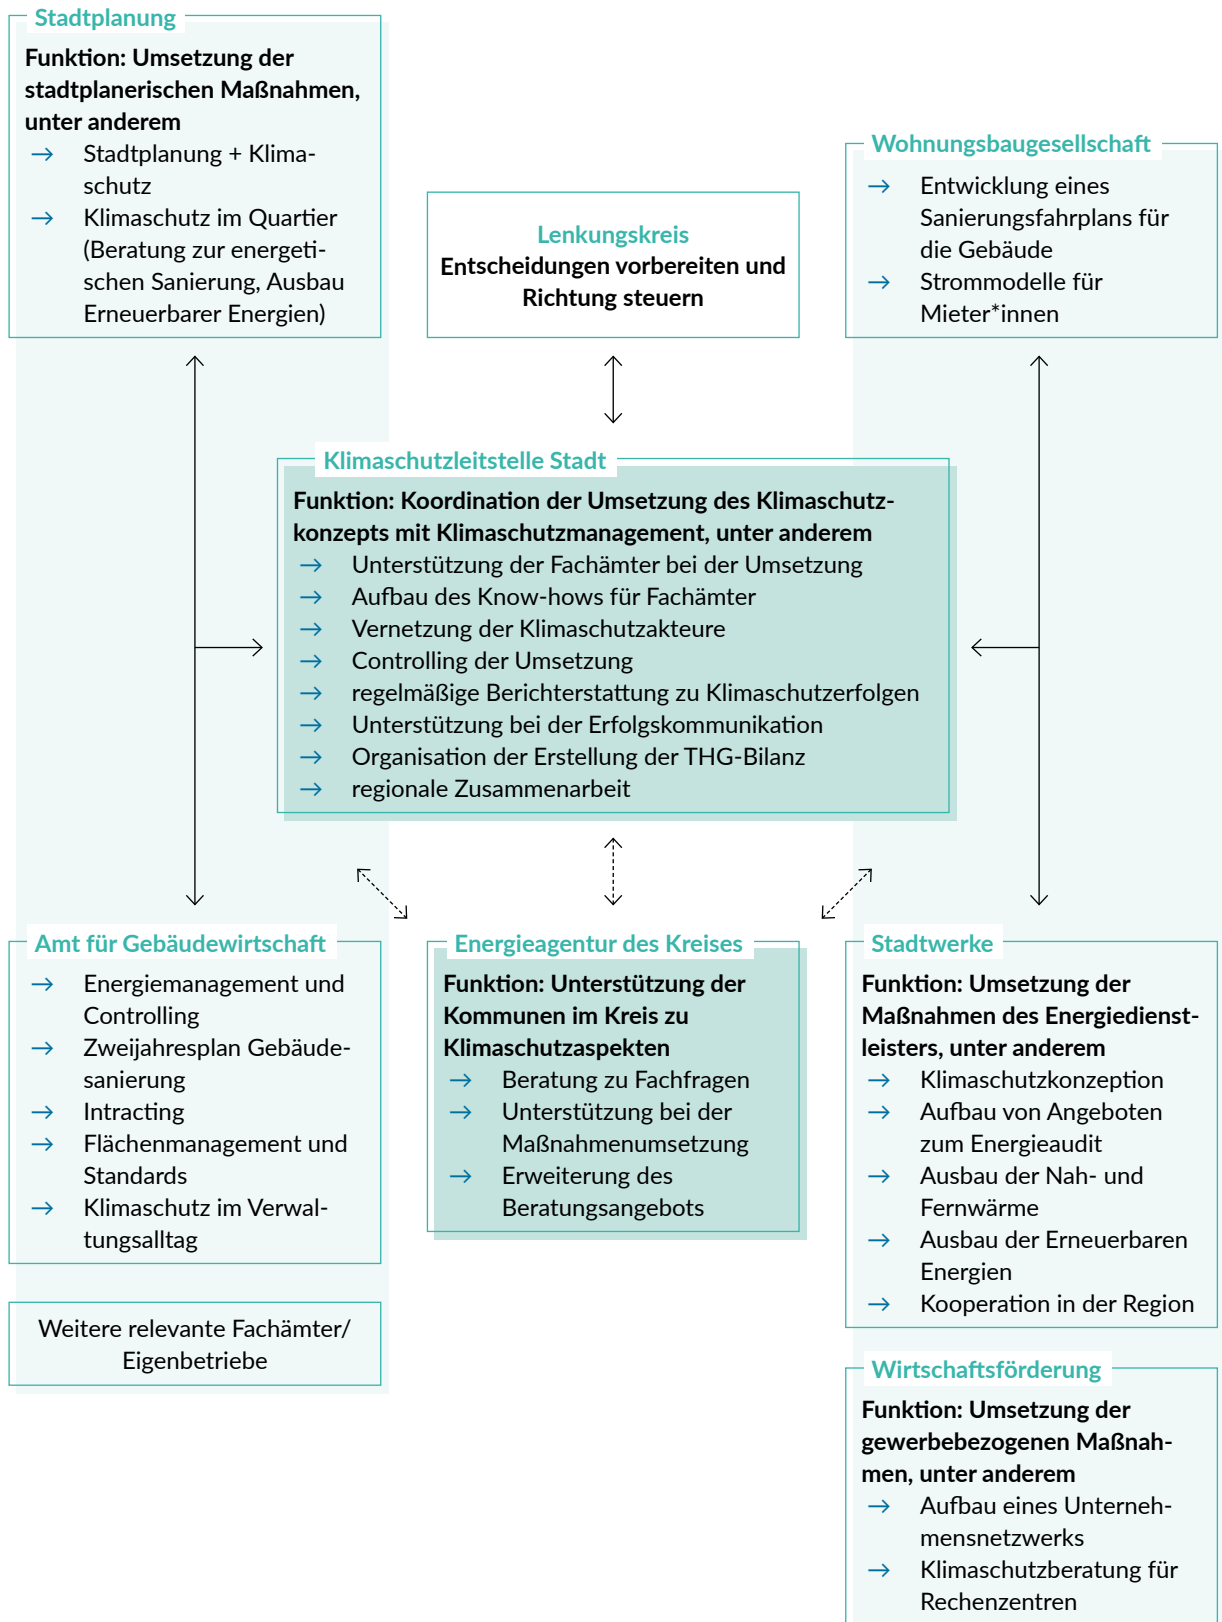 Stadtplanung
Funktion: Umsetzung der
stadtplanerischen Maßnahmen,
unter anderem
→ Stadtplanung + Klima-
schutz
→ Klimaschutz im Quartier
(Beratung zur energeti-
schen Sanierung, Ausbau
Erneuerbarer Energien)
Lenkungskreis
Entscheidungen vorbereiten und
Richtung steuern
Wohnungsbaugesellschaft
→ Entwicklung eines
Sanierungsfahrplans für
die Gebäude
→ Strommodelle für
Mieter*innen
Klimaschutzleitstelle Stadt
Funktion: Koordination der Umsetzung des Klimaschutz-
konzepts mit Klimaschutzmanagement, unter anderem
→ Unterstützung der Fachämter bei der Umsetzung
→ Aufbau des Know-hows für Fachämter
→ Vernetzung der Klimaschutzakteure
→ Controlling der Umsetzung
→ regelmäßige Berichterstattung zu Klimaschutzerfolgen
→ Unterstützung bei der Erfolgskommunikation
→ Organisation der Erstellung der THG-Bilanz
→ regionale Zusammenarbeit
Amt für Gebäudewirtschaft
→ Energiemanagement und
Controlling
→ Zweijahresplan Gebäude-
sanierung
→ Intracting
→ Flächenmanagement und
Standards
→ Klimaschutz im Verwal-
tungsalltag
Weitere relevante Fachämter/
Eigenbetriebe
Energieagentur des Kreises
Funktion: Unterstützung der
Kommunen im Kreis zu
Klimaschutzaspekten
→ Beratung zu Fachfragen
→ Unterstützung bei der
Maßnahmenumsetzung
→ Erweiterung des
Beratungsangebots
Stadtwerke
Funktion: Umsetzung der
Maßnahmen des Energiedienst-
leisters, unter anderem
→ Klimaschutzkonzeption
→ Aufbau von Angeboten
zum Energieaudit
→ Ausbau der Nah- und
Fernwärme
→ Ausbau der Erneuerbaren
Energien
→ Kooperation in der Region
Wirtschaftsförderung
Funktion: Umsetzung der
gewerbebezogenen Maßnah-
men, unter anderem
→ Aufbau eines Unterneh-
mensnetzwerks
→ Klimaschutzberatung für
Rechenzentren